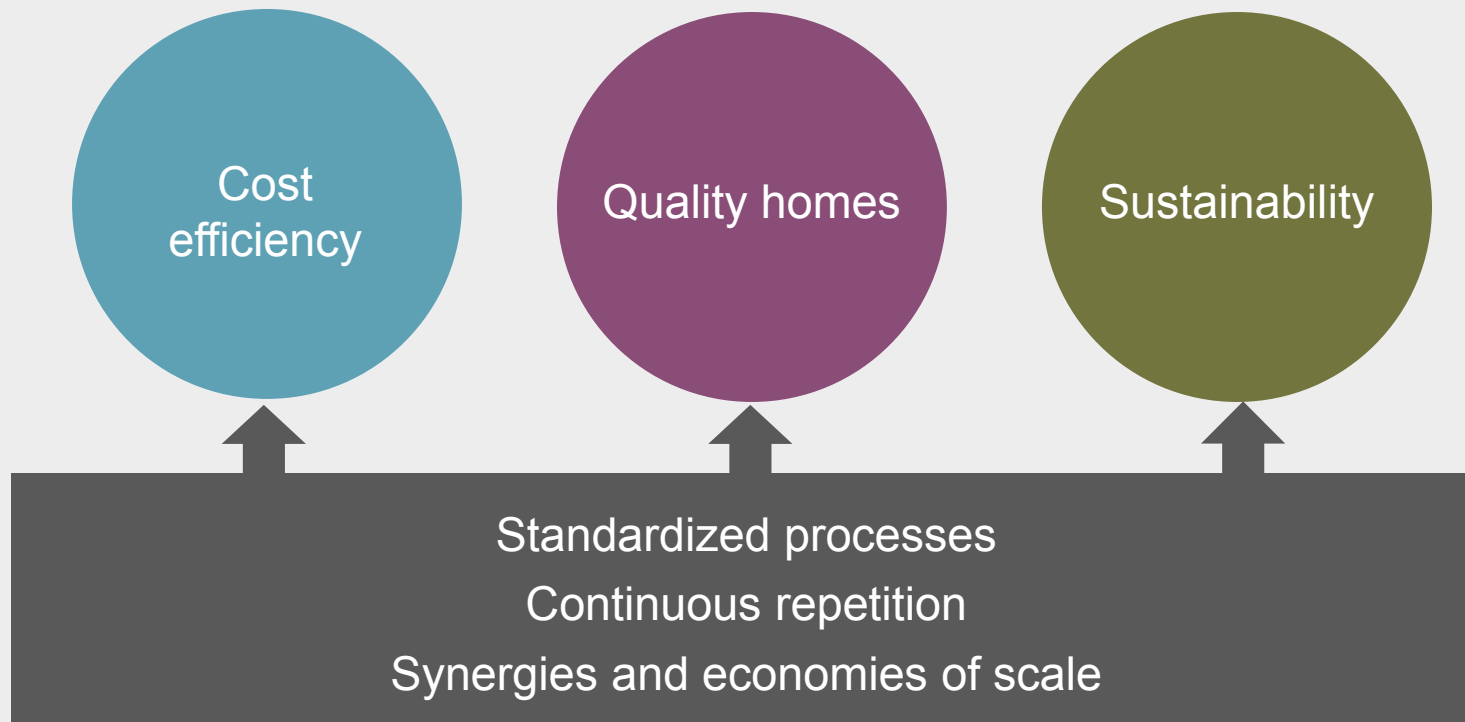 Cost
efficiency
Quality homes
Sustainability
Standardized processes
Continuous repetition
Synergies and economies of scale